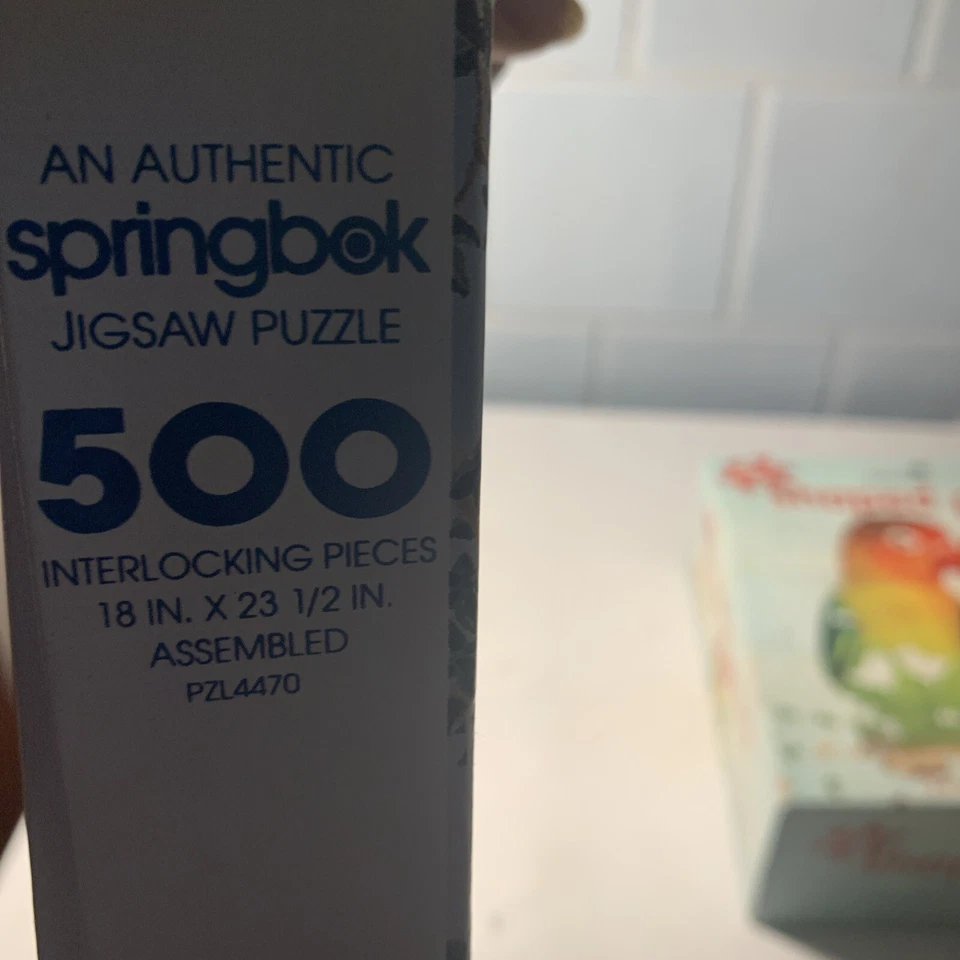 AN AUTHENTIC
springbok
JIGSAW PUZZLE
500
INTERLOCKING PIECES
18 IN. X 23 1/2 IN.
ASSEMBLED
PZL4470